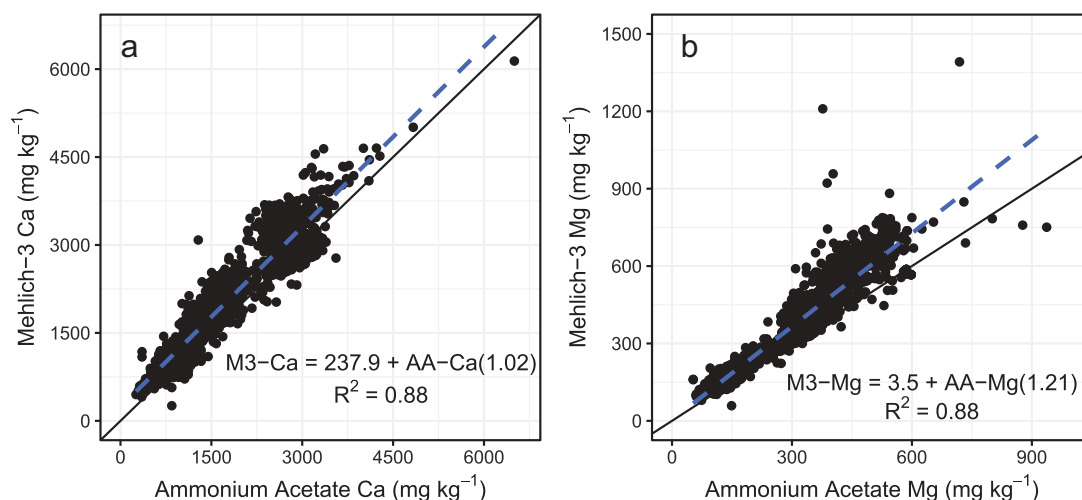 a
6000
4500
3000
1500
0
Mehlich−3 Ca (mg kg⁻¹)
M3−Ca = 237.9 + AA−Ca(1.02)
R² = 0.88
0 1500 3000 4500 6000
Ammonium Acetate Ca (mg kg⁻¹)
b
1500
1200
900
600
300
0
Mehlich−3 Mg (mg kg⁻¹)
M3−Mg = 3.5 + AA−Mg(1.21)
R² = 0.88
0 300 600 900
Ammonium Acetate Mg (mg kg⁻¹)